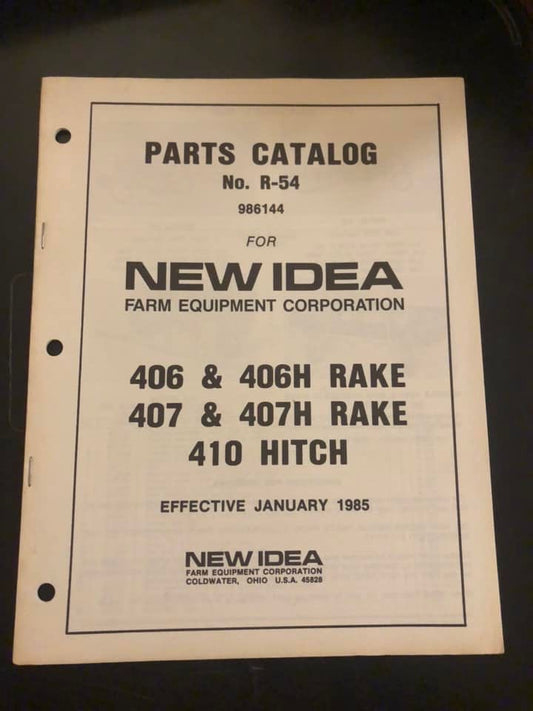 PARTS CATALOG
No. R-54
986144
FOR
NEW IDEA
FARM EQUIPMENT CORPORATION
406 & 406H RAKE
407 & 407H RAKE
410 HITCH
EFFECTIVE JANUARY 1985
NEW IDEA
FARM EQUIPMENT CORPORATION
COLDWATER, OHIO U.S.A. 45828